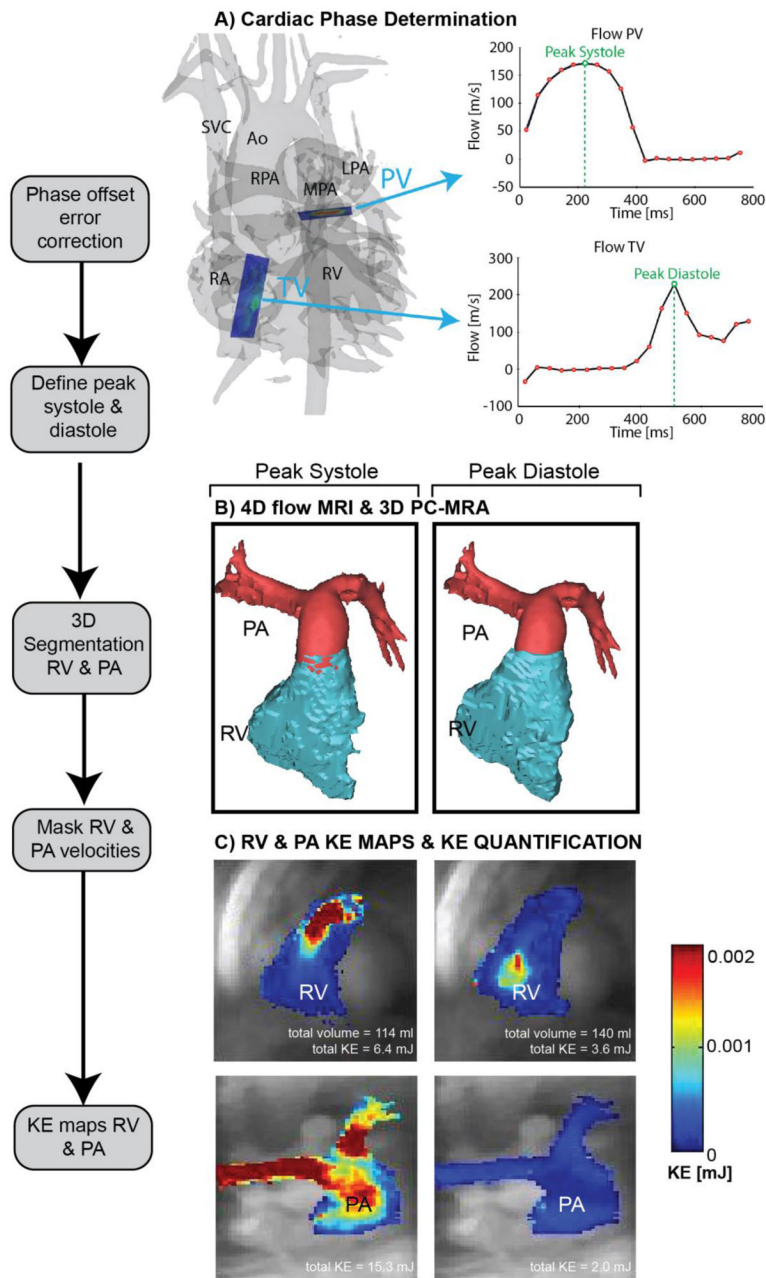 A) Cardiac Phase Determination
SVC
Ao
RPA
LPA
MPA
PV
RA
TV
RV
Flow PV
Peak Systole
Flow [m/s]
200
150
100
50
0
-50
0
200
400
600
800
Time [ms]
Flow TV
Peak Diastole
Flow [m/s]
300
200
100
0
-100
0
200
400
600
800
Time [ms]
Phase offset
error
correction
Define peak
systole &
diastole
3D
Segmentation
RV & PA
Mask RV &
PA velocities
KE maps RV
& PA
Peak Systole
Peak Diastole
B) 4D flow MRI & 3D PC-MRA
PA
RV
PA
RV
C) RV & PA KE MAPS & KE QUANTIFICATION
RV
total volume = 114 ml
total KE = 6.4 mJ
RV
total volume = 140 ml
total KE = 3.6 mJ
PA
total KE = 15.3 mJ
PA
total KE = 2.0 mJ
0.002
0.001
0
KE [mJ]